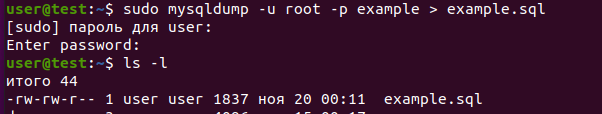 user@test:~$ sudo mysqldump -u root -p example > example.sql
[sudo] пароль для user:
Enter password:
user@test:~$ ls -l
итого 44
-rw-rw-r-- 1 user user 1837 ноя 20 00:11  example.sql